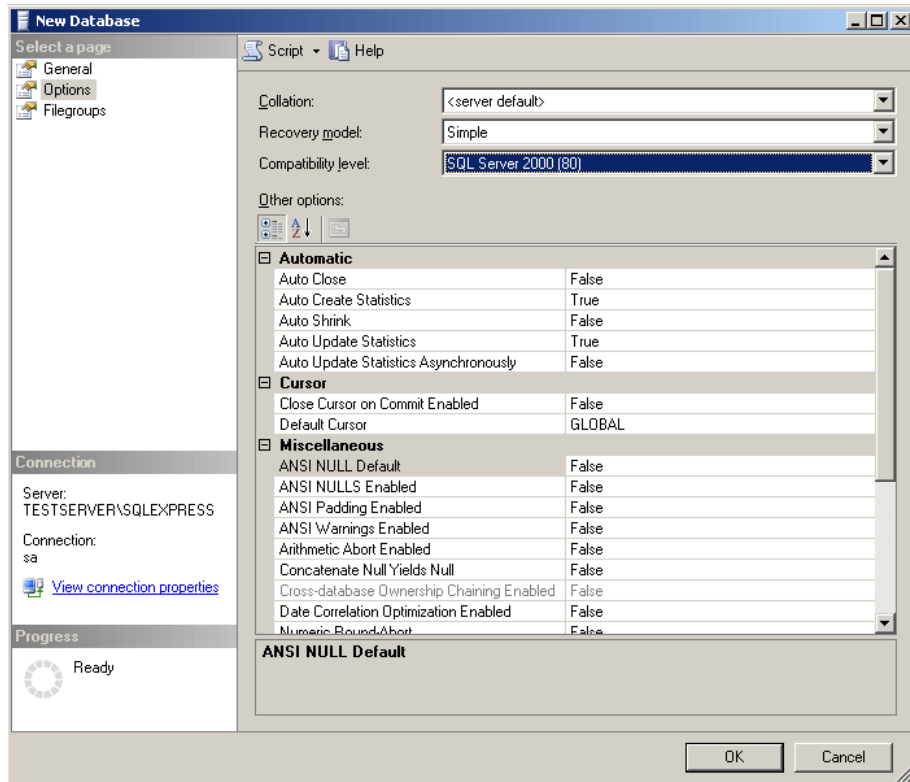 New Database
Select a page
General
Options
Filegroups
Script Help
Collation: <server default>
Recovery model: Simple
Compatibility level: SQL Server 2000 (80)
Other options:
Automatic
Auto Close False
Auto Create Statistics True
Auto Shrink False
Auto Update Statistics True
Auto Update Statistics Asynchronously False
Cursor
Close Cursor on Commit Enabled False
Default Cursor GLOBAL
Miscellaneous
ANSI NULL Default False
ANSI NULLS Enabled False
ANSI Padding Enabled False
ANSI Warnings Enabled False
Arithmetic Abort Enabled False
Concatenate Null Yields Null False
Cross-database Ownership Chaining Enabled False
Date Correlation Optimization Enabled False
Numeric Round-Abort False
ANSI NULL Default
Connection
Server:
TESTSERVER\SQLEXPRESS
Connection:
sa
View connection properties
Progress
Ready
OK Cancel